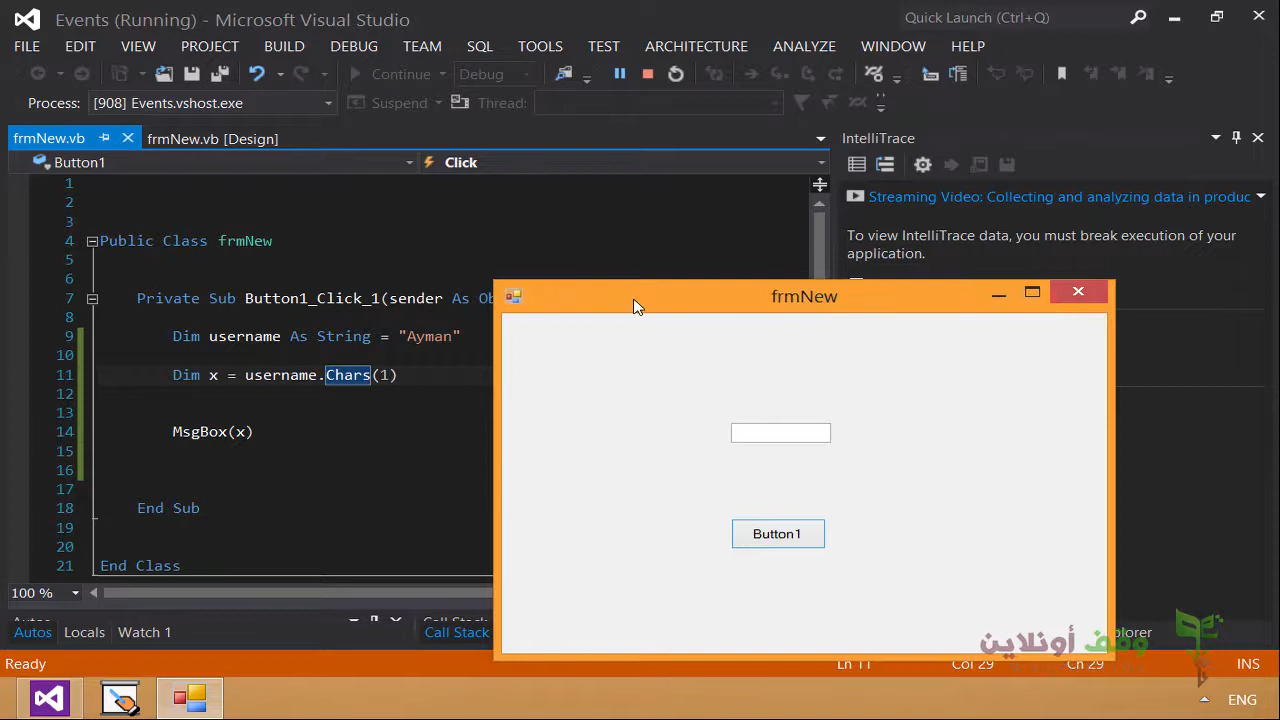 Events (Running) - Microsoft Visual Studio
Quick Launch (Ctrl+Q)
FILE EDIT VIEW PROJECT BUILD DEBUG TEAM SQL TOOLS TEST ARCHITECTURE ANALYZE WINDOW HELP
Continue Debug
Process: [908] Events.vshost.exe Suspend Thread:
frmNew.vb frmNew.vb [Design]
IntelliTrace
Button1 Click
Streaming Video: Collecting and analyzing data in produc
To view IntelliTrace data, you must break execution of your
application.
1
2
3
4 Public Class frmNew
5
6
7 Private Sub Button1_Click_1(sender As Ob
8
9 Dim username As String = "Ayman"
10
11 Dim x = username.Chars(1)
12
13
14 MsgBox(x)
15
16
17
18 End Sub
19
20
21 End Class
frmNew
Button1
100 %
Autos Locals Watch 1 Call Stack
وقف أونلاين
Ready Ln 11 Col 29 Ch 29 INS
ENG